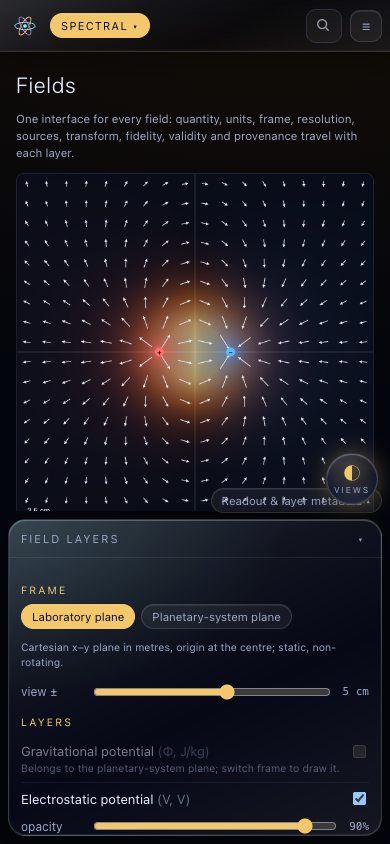 SPECTRAL
Fields
One interface for every field: quantity, units, frame, resolution,
sources, transform, fidelity, validity and provenance travel with
each layer.
+
−
VIEWS
Readout & layer
FIELD LAYERS
FRAME
Laboratory plane
Planetary-system plane
Cartesian x–y plane in metres, origin at the centre; static, non-
rotating.
view ±
5 cm
LAYERS
Gravitational potential (Φ, J/kg)
Belongs to the planetary-system plane; switch frame to draw it.
Electrostatic potential (V, V)
opacity
90%